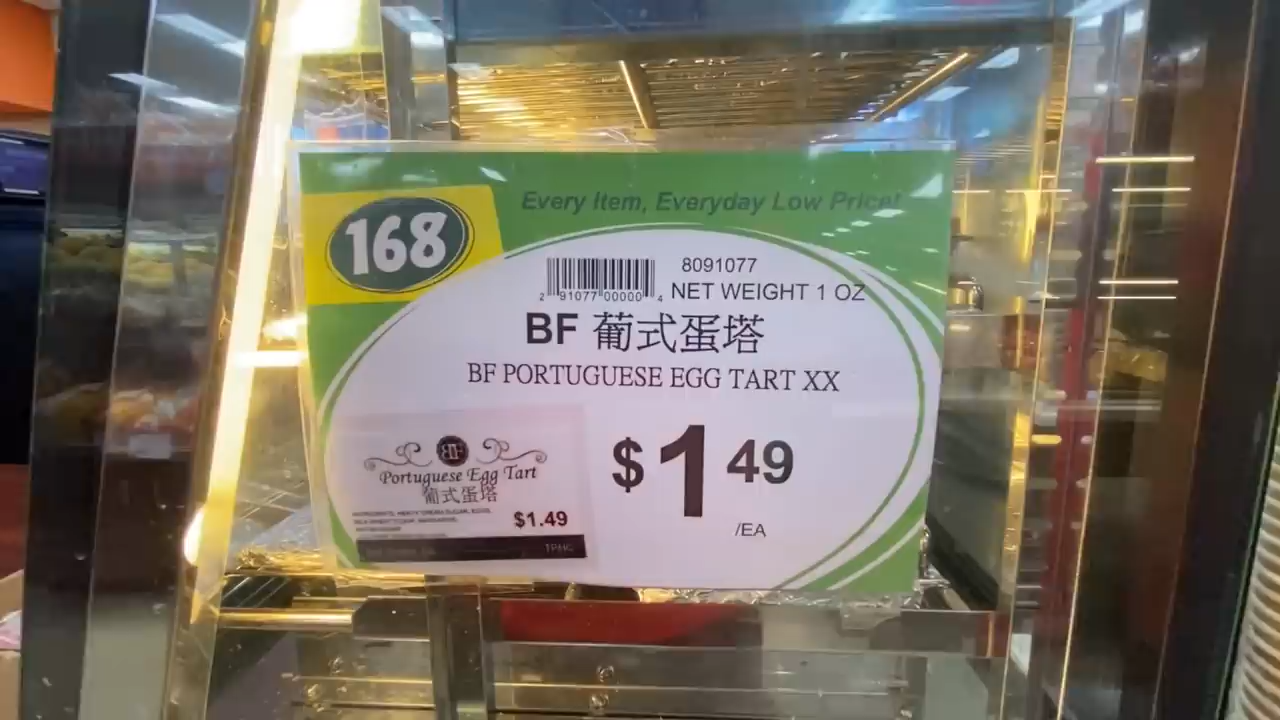 168
Every Item, Everyday Low Price!
8091077
2 91077 00000 4
NET WEIGHT 1 OZ
BF 葡式蛋塔
BF PORTUGUESE EGG TART XX
$1 49
/EA
BF
Portuguese Egg Tart
葡式蛋塔
$1.49
TPHC